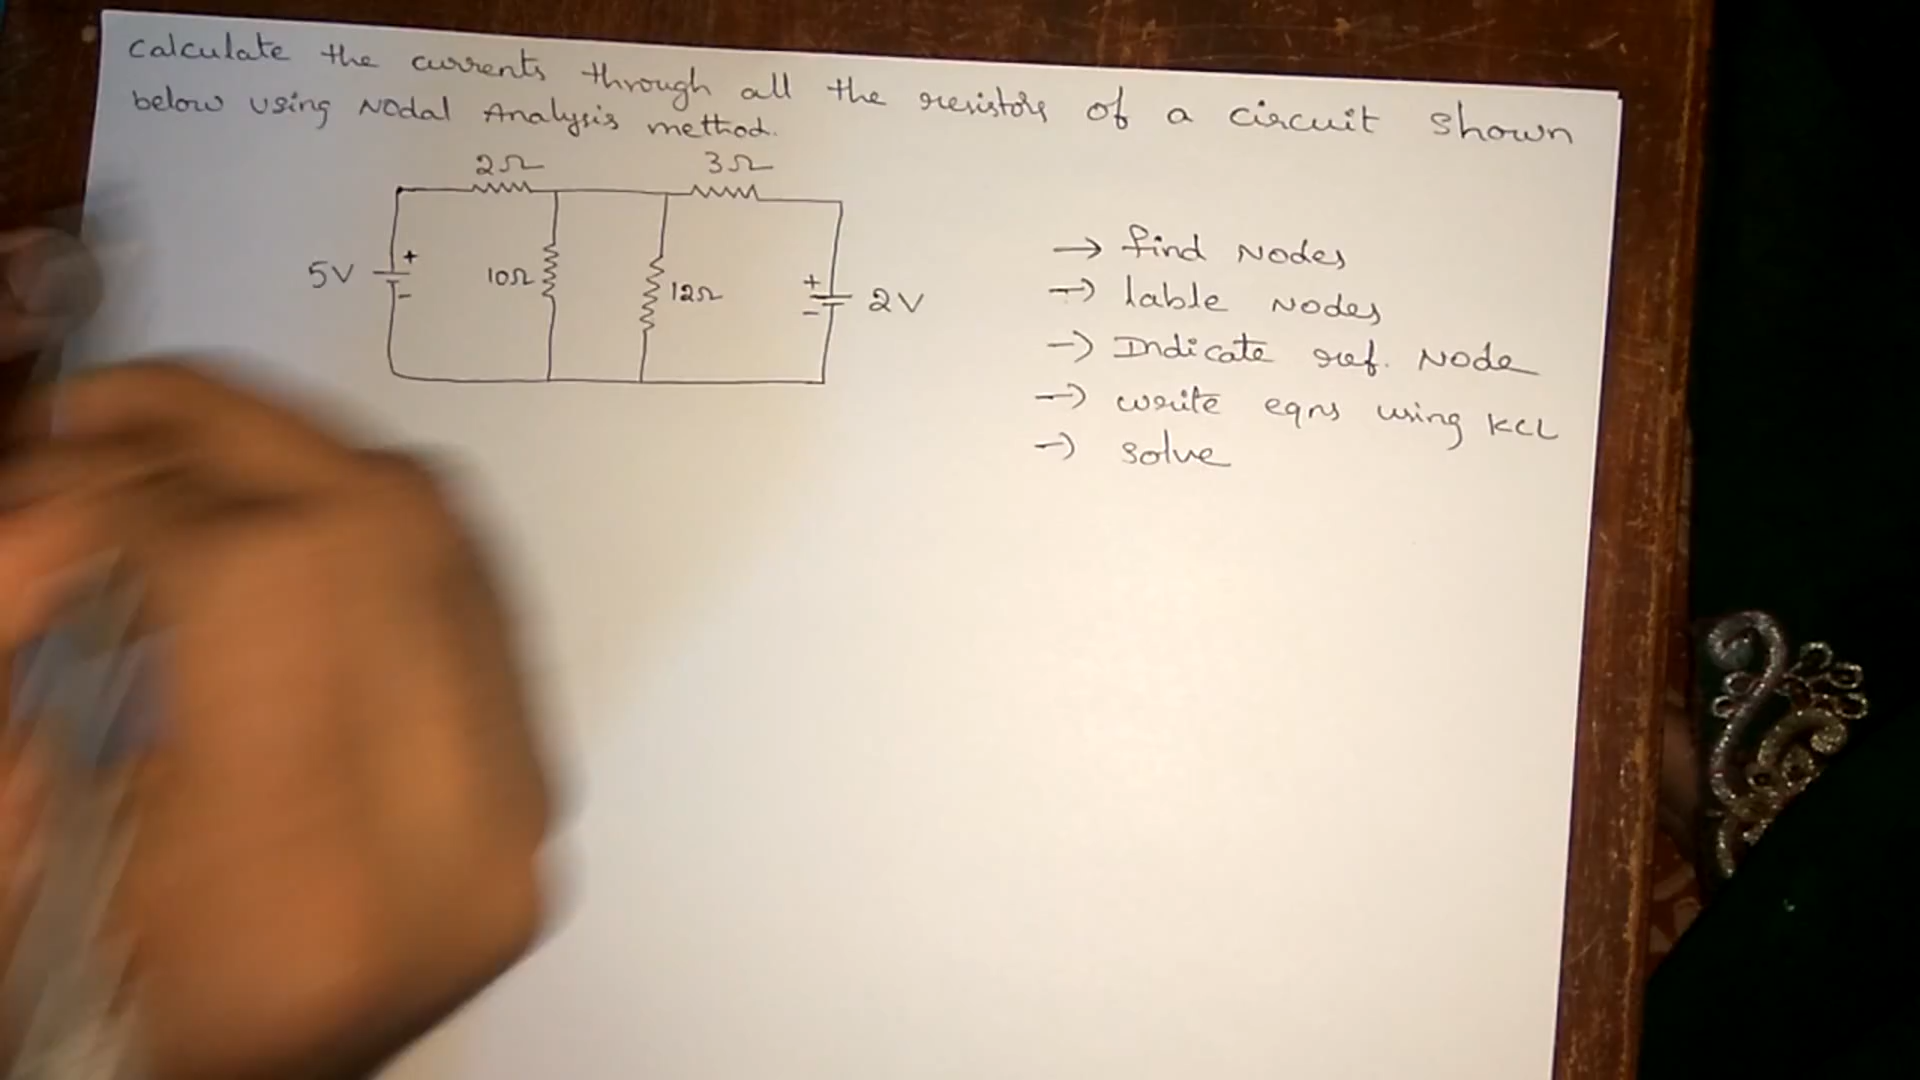 calculate the currents through all the resistors of a circuit shown
below using Nodal Analysis method.
2Ω
3Ω
5V
+
-
10Ω
12Ω
+
-
2V
→ find Nodes
→ lable Nodes
→ Indicate ref. Node
→ write eqns using KCL
→ solve